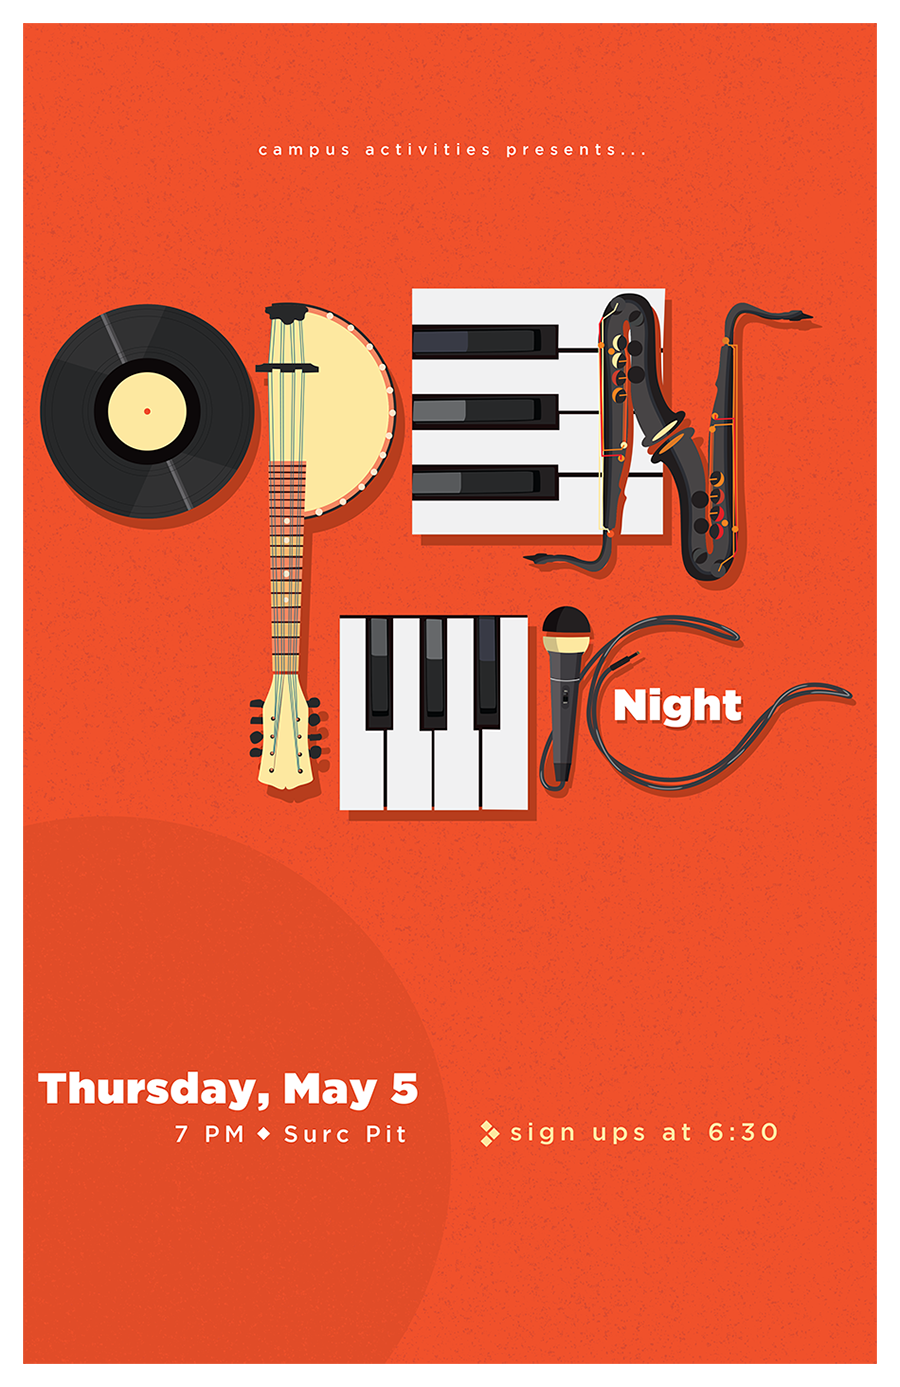 campus activities presents...
OPEN
MIC
Night
Thursday, May 5
7 PM ◆ Surc Pit
sign ups at 6:30